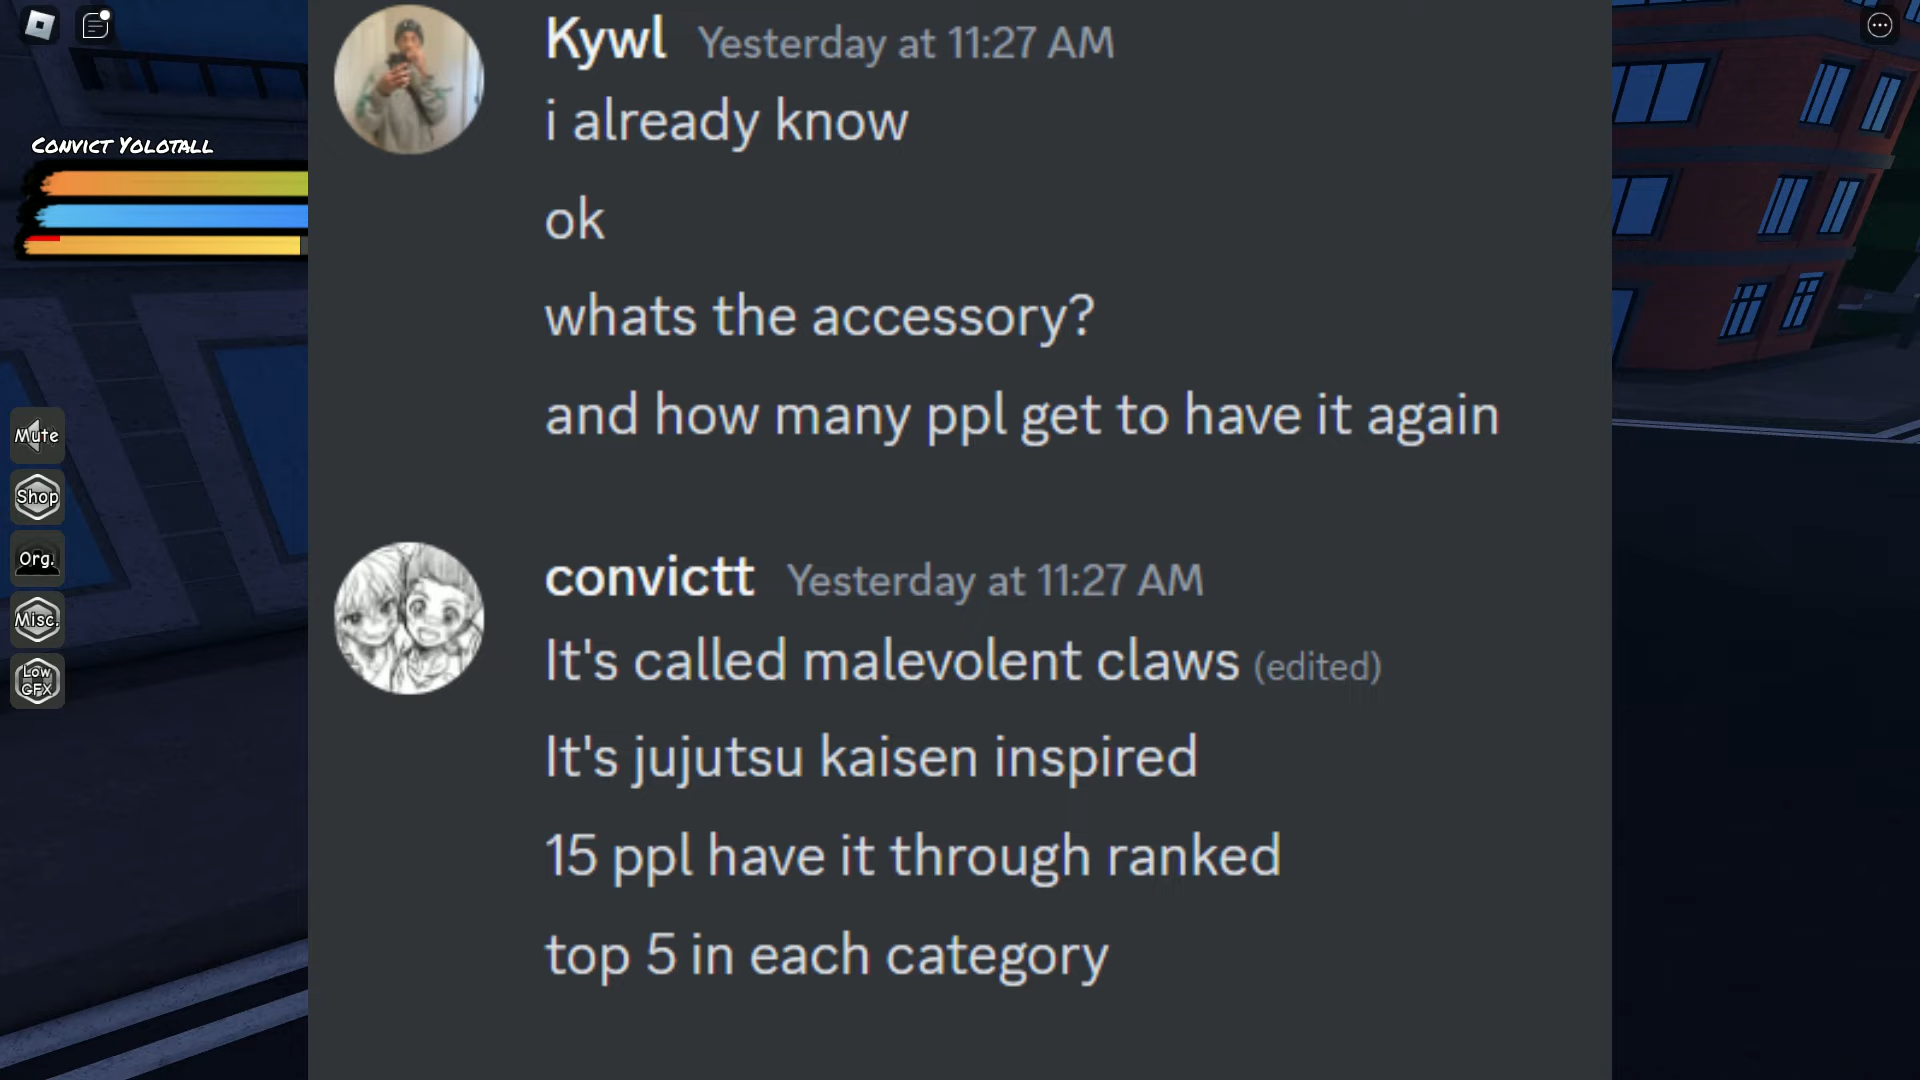 Kywl Yesterday at 11:27 AM
i already know
ok
whats the accessory?
and how many ppl get to have it again
convictt Yesterday at 11:27 AM
It's called malevolent claws (edited)
It's jujutsu kaisen inspired
15 ppl have it through ranked
top 5 in each category
Convict Yolotall
Mute
Shop
Org.
Misc.
Low
GFX